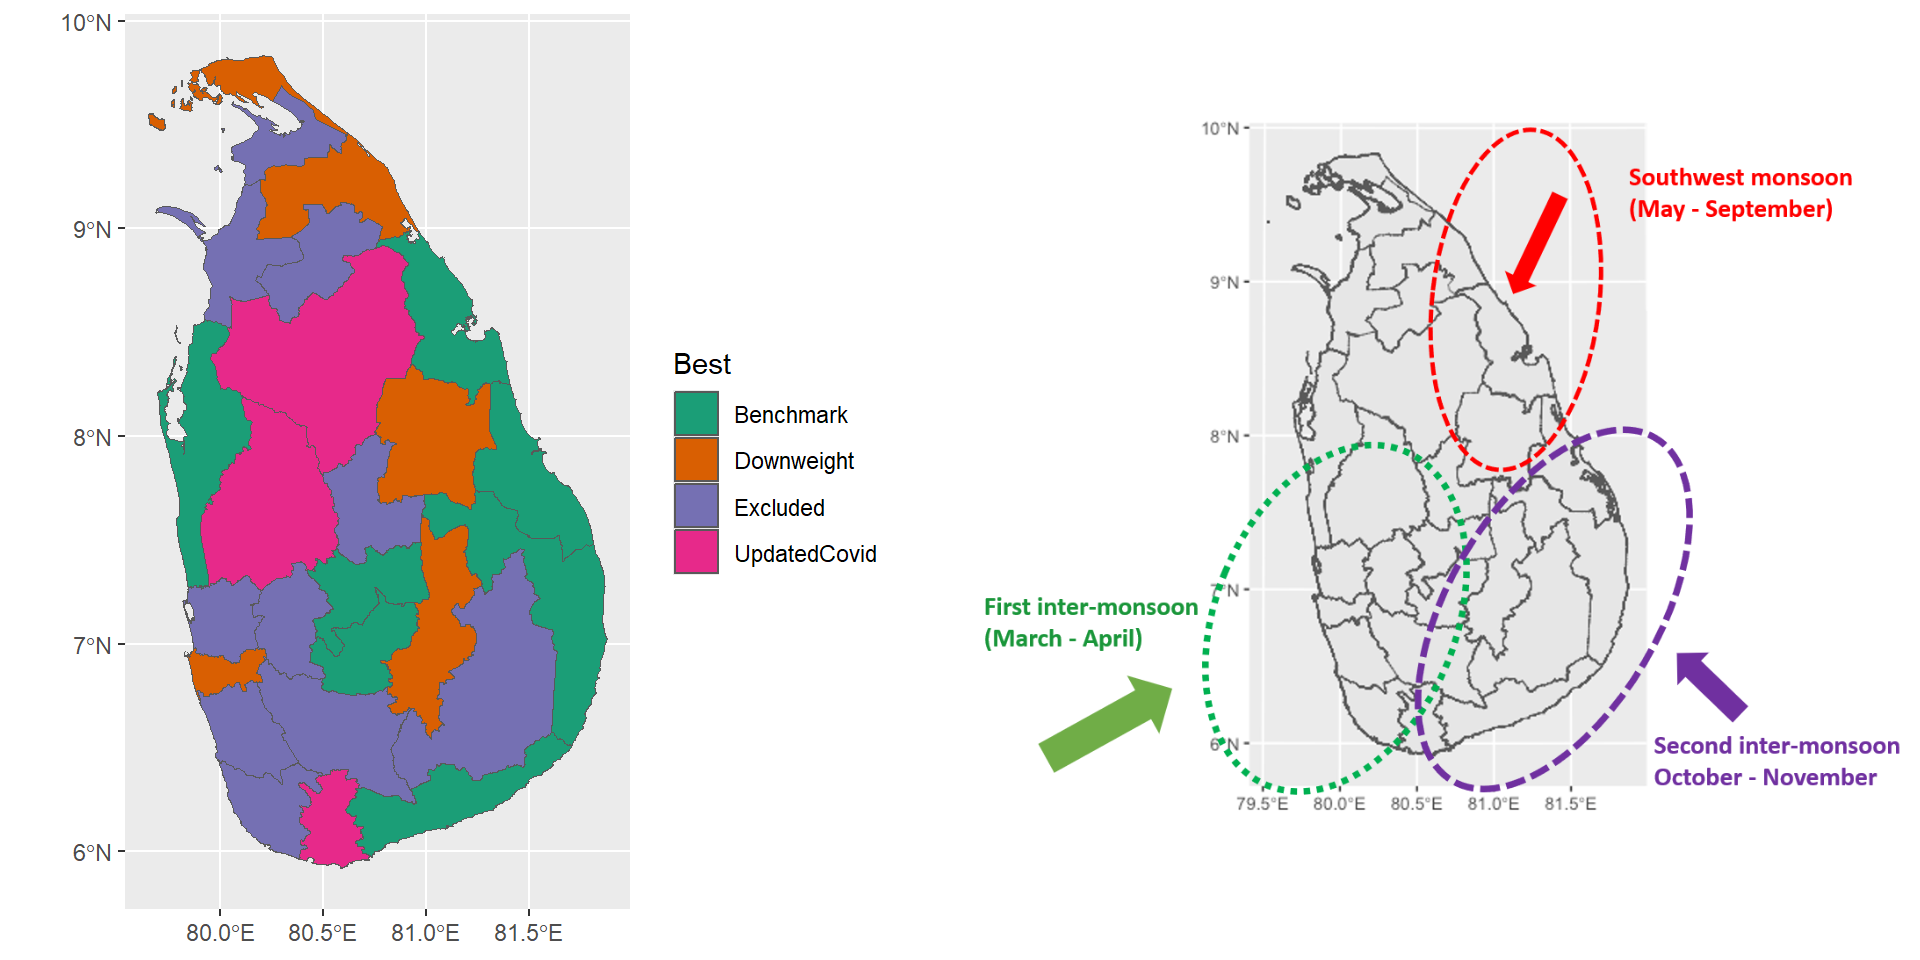 10°N
9°N
8°N
7°N
6°N
80.0°E 80.5°E 81.0°E 81.5°E
Best
Benchmark
Downweight
Excluded
UpdatedCovid
10°N
9°N
8°N
7°N
6°N
79.5°E 80.0°E 80.5°E 81.0°E 81.5°E
Southwest monsoon
(May - September)
First inter-monsoon
(March - April)
Second inter-monsoon
October - November